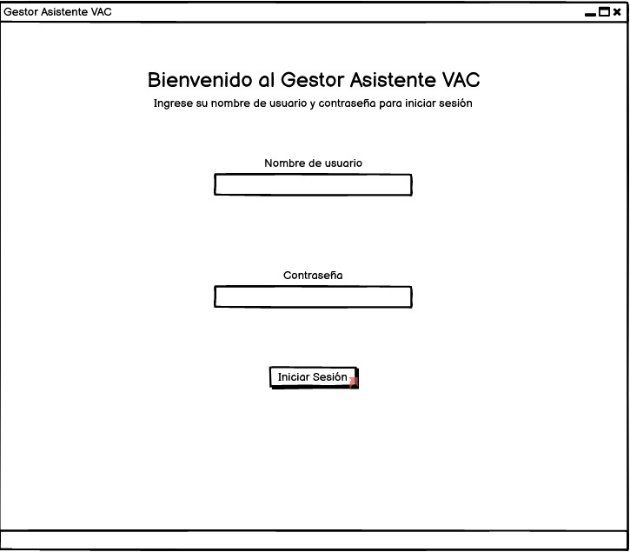 Gestor Asistente VAC
Bienvenido al Gestor Asistente VAC
Ingrese su nombre de usuario y contraseña para iniciar sesión
Nombre de usuario
Contraseña
Iniciar Sesión